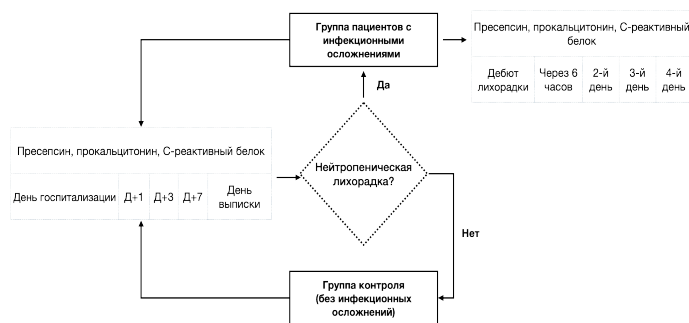 Группа пациентов с
инфекционными
осложнениями
Пресепсин, прокальцитонин, С-реактивный
белок
Дебют
лихорадки
Через 6
часов
2-й
день
3-й
день
4-й
день
Да
Пресепсин, прокальцитонин, С-реактивный белок
День госпитализации
Д+1
Д+3
Д+7
День
выписки
Нейтропеническая
лихорадка?
Нет
Группа контроля
(без инфекционных
осложнений)